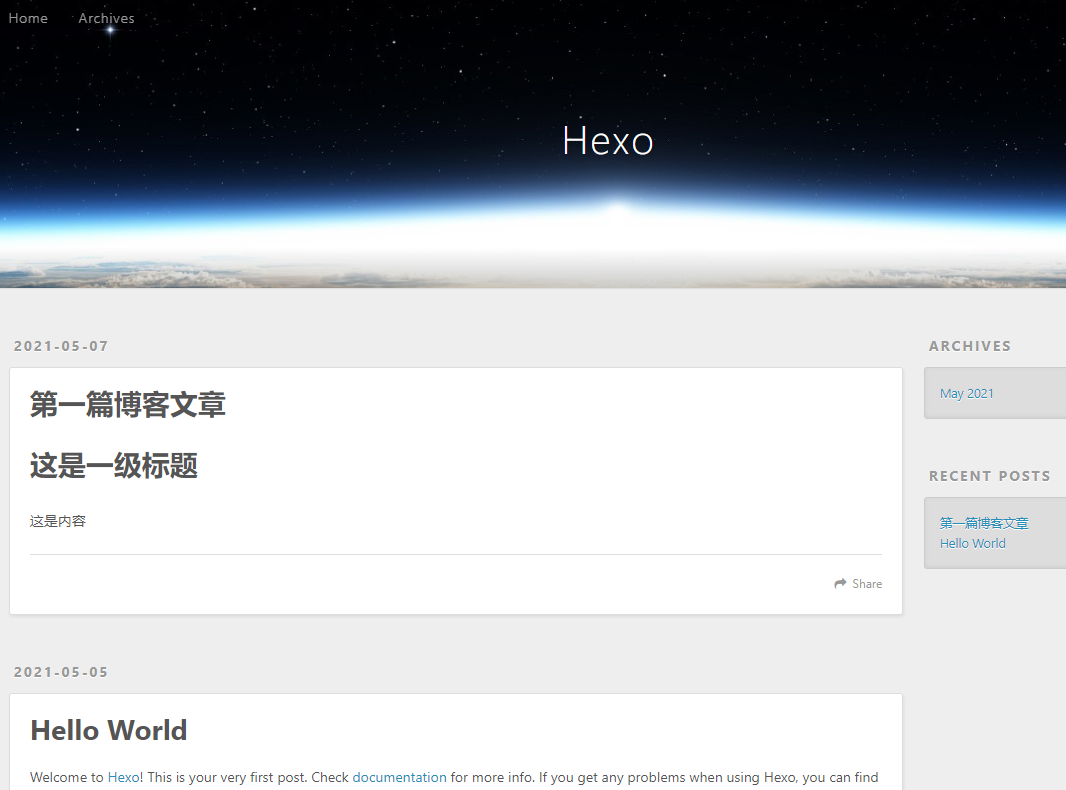 Home Archives
Hexo
2021-05-07
第一篇博客文章
这是一级标题
这是内容
Share
2021-05-05
Hello World
Welcome to Hexo! This is your very first post. Check documentation for more info. If you get any problems when using Hexo, you can find
ARCHIVES
May 2021
RECENT POSTS
第一篇博客文章
Hello World